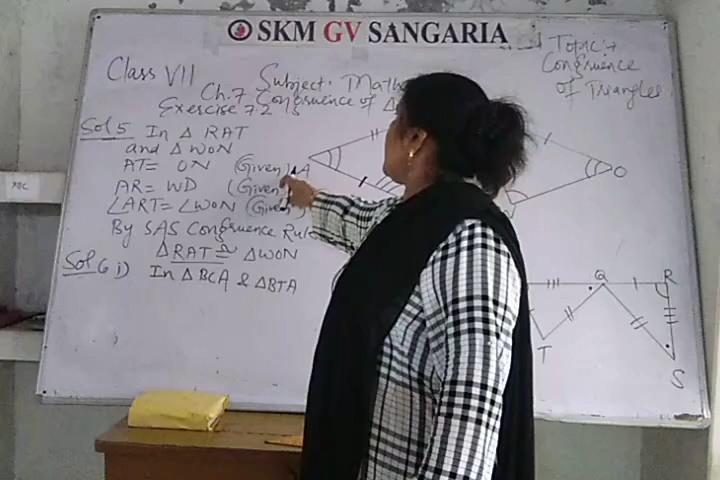 SKM GV SANGARIA
Class VII
Subject. Math
Topic :-
Congruence
of Triangles
Ch.7 Congruence of Δ
Exercise 7.2
Sol 5 In Δ RAT
and Δ WON
AT = ON (Given)
AR = WO (Given)
∠ART = ∠WON (Given)
By SAS Congruence Rule
ΔRAT ≅ ΔWON
Sol 6 i) In Δ BCA & ΔBTA
A
O
Q
R
T
S